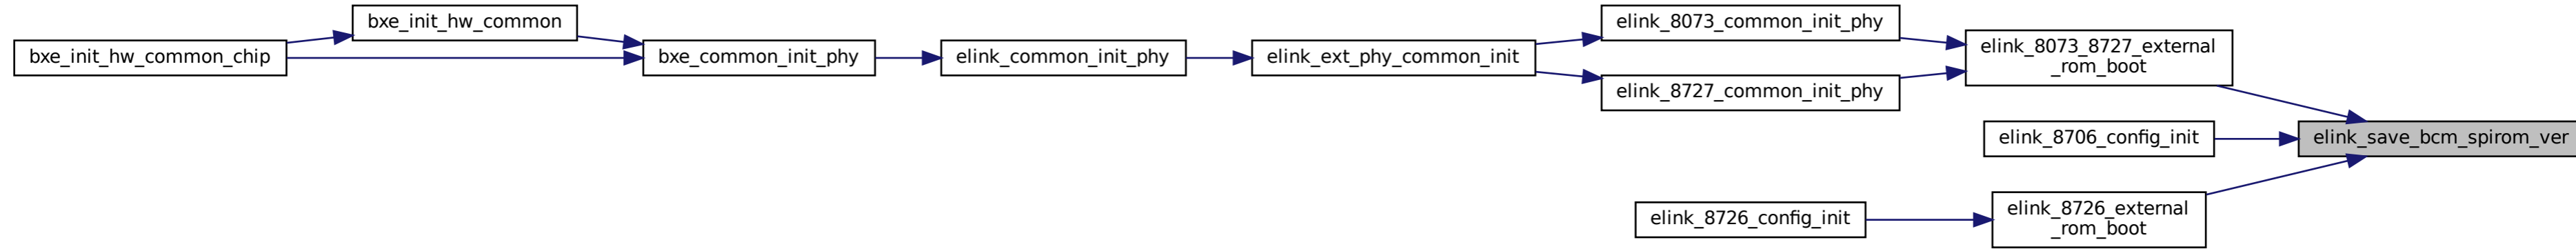 bxe_init_hw_common_chip
bxe_init_hw_common
bxe_common_init_phy
elink_common_init_phy
elink_ext_phy_common_init
elink_8073_common_init_phy
elink_8727_common_init_phy
elink_8073_8727_external
_rom_boot
elink_8706_config_init
elink_8726_config_init
elink_8726_external
_rom_boot
elink_save_bcm_spirom_ver